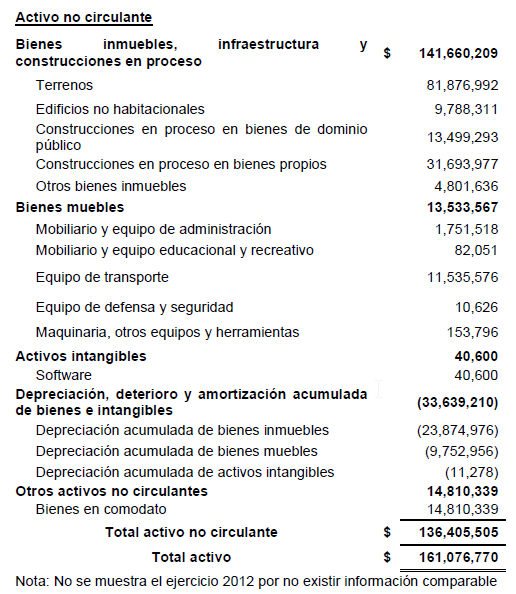 Activo no circulante
Bienes inmuebles, infraestructura y
construcciones en proceso $ 141,660,209
Terrenos 81,876,992
Edificios no habitacionales 9,788,311
Construcciones en proceso en bienes de dominio
público 13,499,293
Construcciones en proceso en bienes propios 31,693,977
Otros bienes inmuebles 4,801,636
Bienes muebles 13,533,567
Mobiliario y equipo de administración 1,751,518
Mobiliario y equipo educacional y recreativo 82,051
Equipo de transporte 11,535,576
Equipo de defensa y seguridad 10,626
Maquinaria, otros equipos y herramientas 153,796
Activos intangibles 40,600
Software 40,600
Depreciación, deterioro y amortización acumulada
de bienes e intangibles (33,639,210)
Depreciación acumulada de bienes inmuebles (23,874,976)
Depreciación acumulada de bienes muebles (9,752,956)
Depreciación acumulada de activos intangibles (11,278)
Otros activos no circulantes 14,810,339
Bienes en comodato 14,810,339
Total activo no circulante $ 136,405,505
Total activo $ 161,076,770
Nota: No se muestra el ejercicio 2012 por no existir información comparable